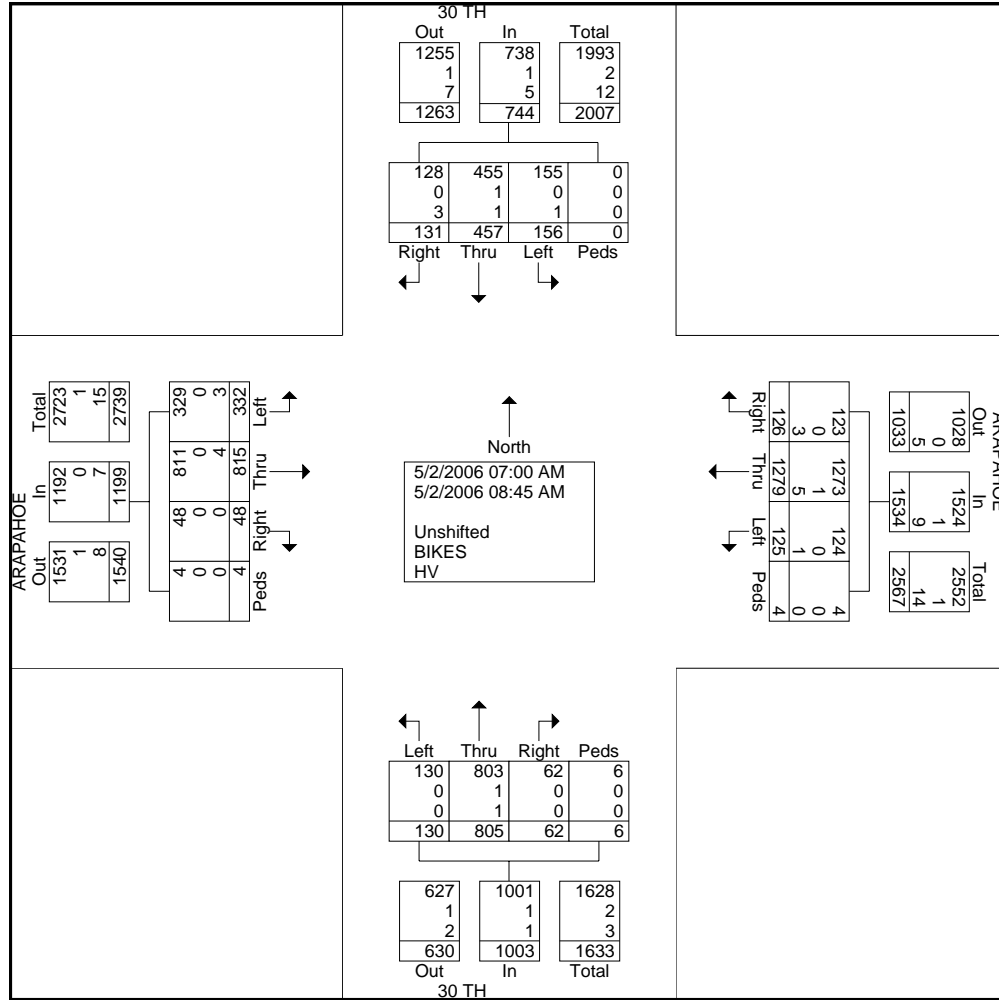 30 TH
Out In Total
1255 738 1993
1 1 2
7 5 12
1263 744 2007
128 455 155 0
0 1 0 0
3 1 1 0
131 457 156 0
Right Thru Left Peds
ARAPAHOE
Total In Out
2723 1192 1531
1 0 1
15 7 8
2739 1199 1540
329 811 48 4
0 0 0 0
3 4 0 0
332 815 48 4
Left Thru Right Peds
North
5/2/2006 07:00 AM
5/2/2006 08:45 AM
Unshifted
BIKES
HV
Right Thru Left Peds
126 1279 125 4
3 5 1 0
0 1 0 0
123 1273 124 4
1033 1534 2567
5 9 14
0 1 1
1028 1524 2552
Out In Total
ARAPAHOE
Left Thru Right Peds
130 803 62 6
0 1 0 0
0 1 0 0
130 805 62 6
627 1001 1628
1 1 2
2 1 3
630 1003 1633
Out In Total
30 TH